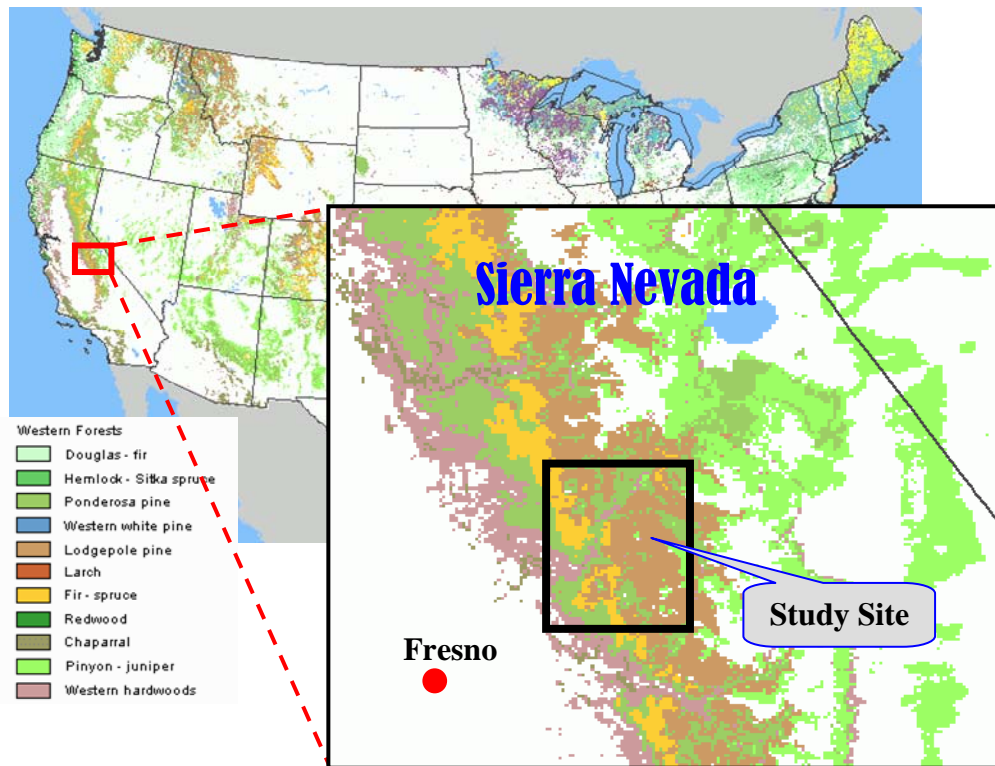 Sierra Nevada
Western Forests
Douglas - fir
Hemlock - Sitka spruce
Ponderosa pine
Western white pine
Lodgepole pine
Larch
Fir - spruce
Redwood
Chaparral
Pinyon - juniper
Western hardwoods
Study Site
Fresno